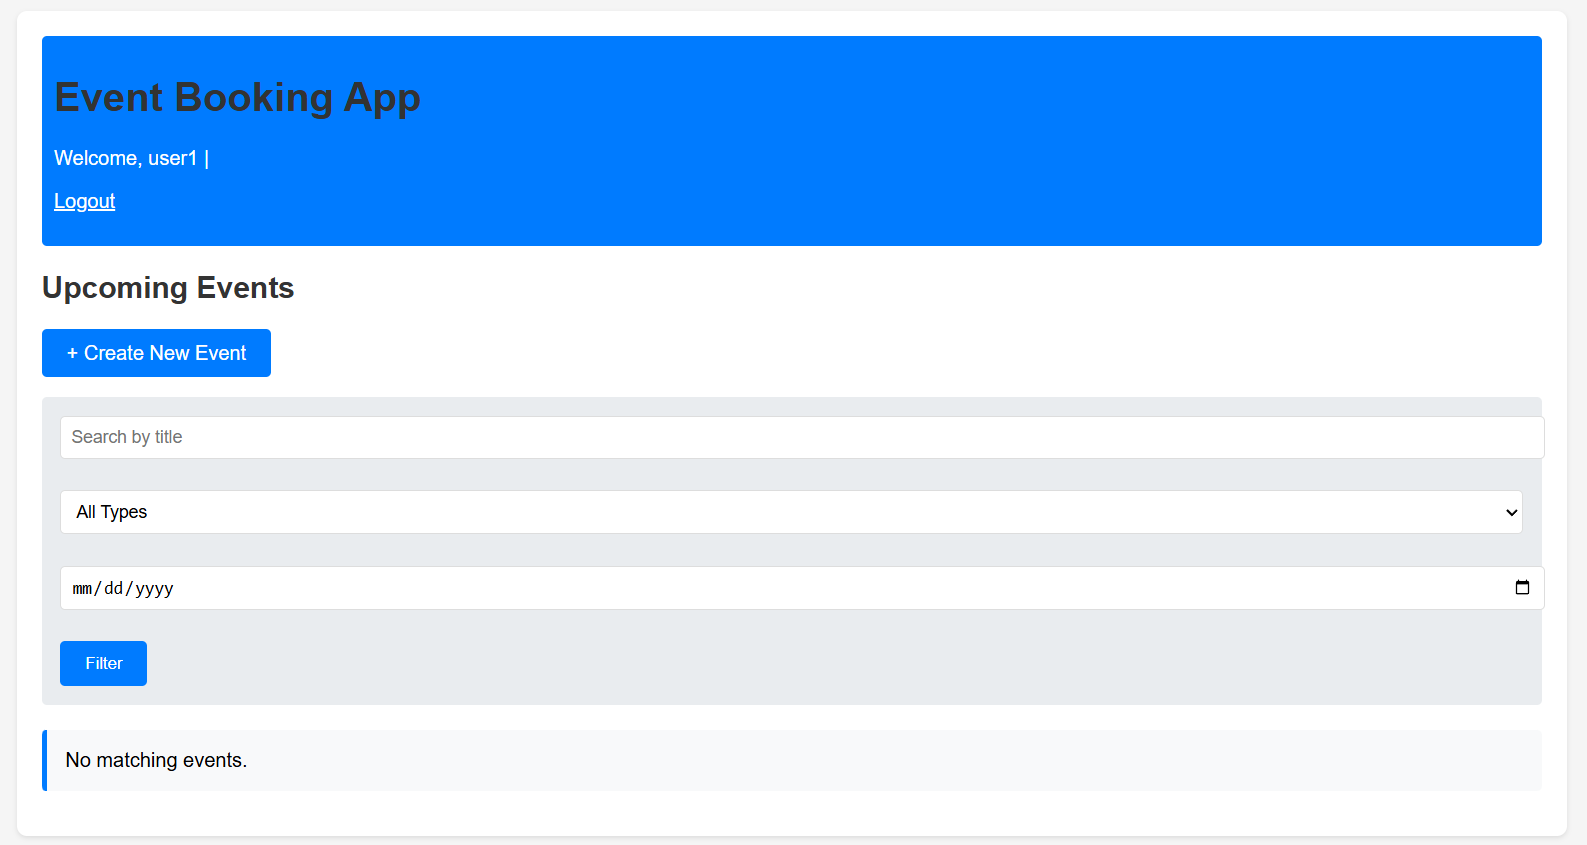 Event Booking App
Welcome, user1 |
Logout
Upcoming Events
+ Create New Event
Search by title
All Types
mm/dd/yyyy
Filter
No matching events.